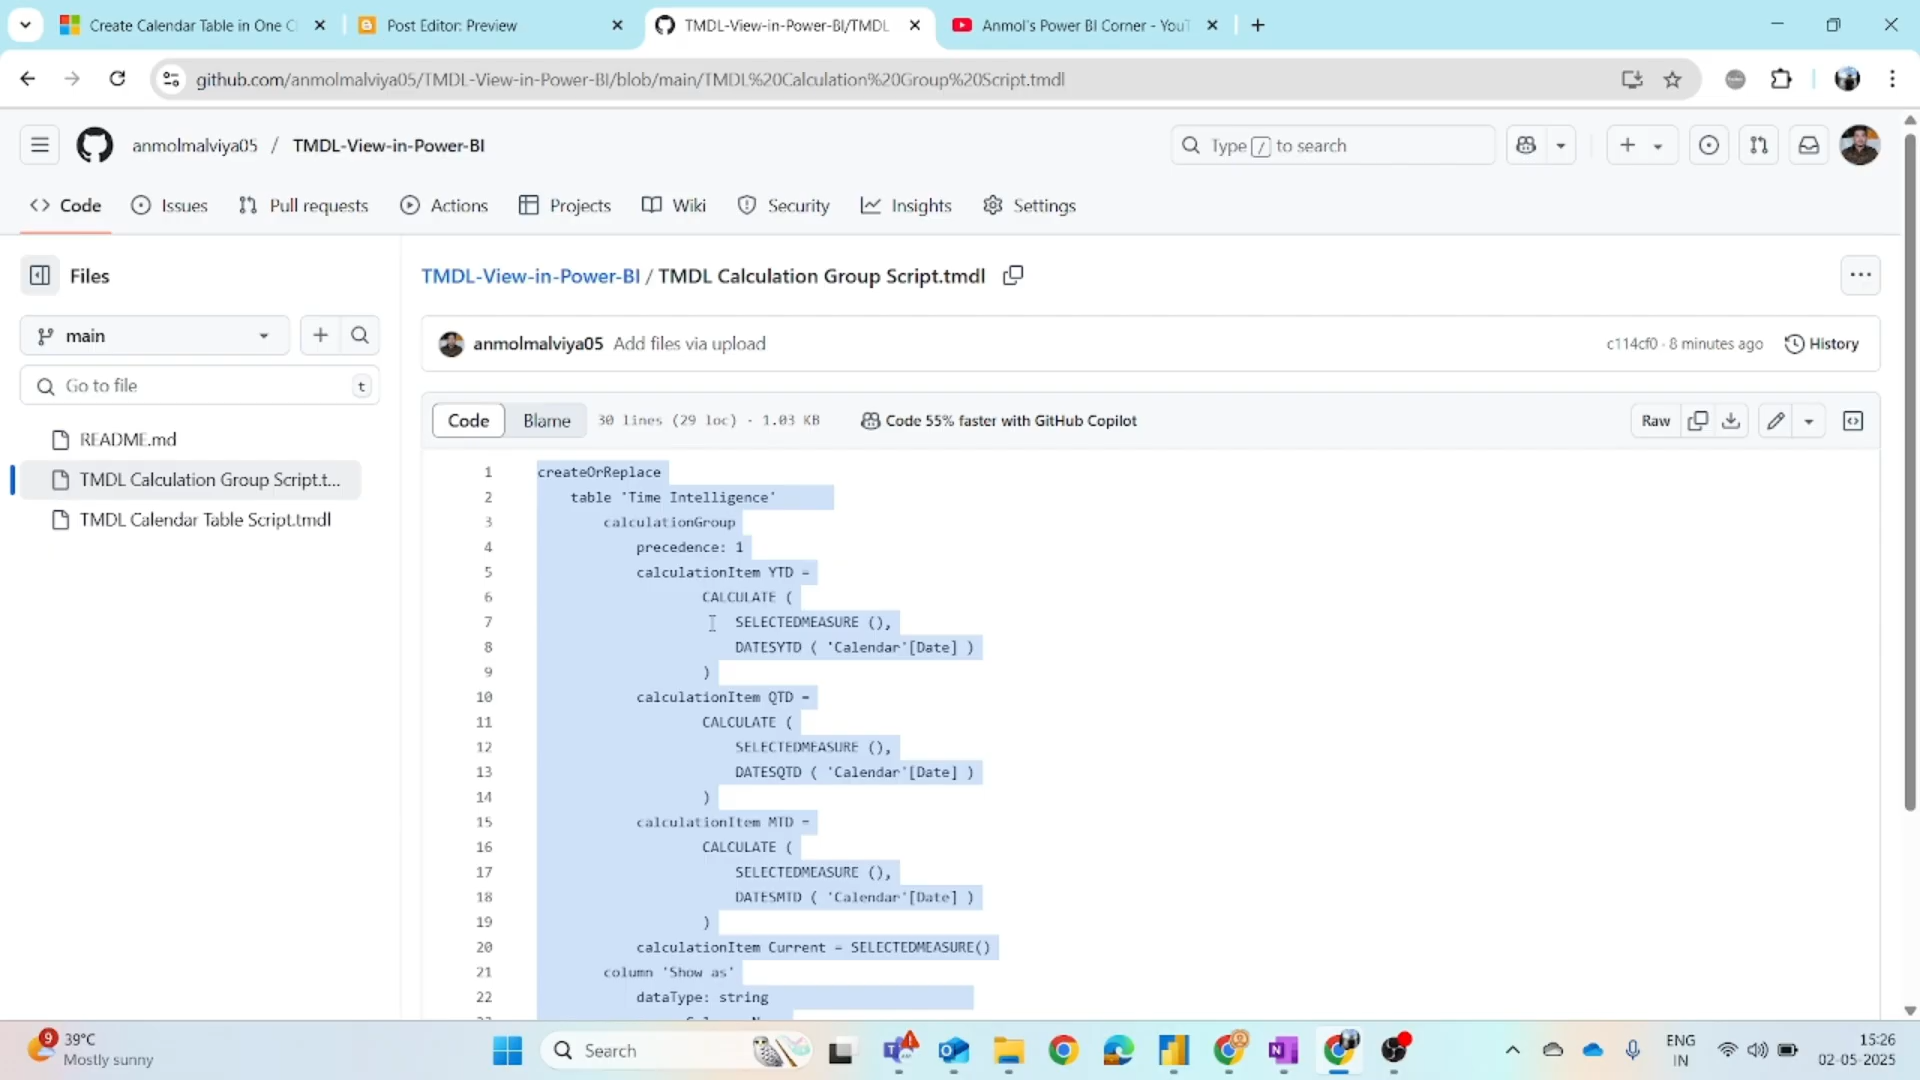 Create Calendar Table in One C
Post Editor: Preview
TMDL-View-in-Power-BI/TMDL
Anmol's Power BI Corner - YouT
github.com/anmolmalviya05/TMDL-View-in-Power-BI/blob/main/TMDL%20Calculation%20Group%20Script.tmdl
anmolmalviya05 / TMDL-View-in-Power-BI
Type / to search
Code
Issues
Pull requests
Actions
Projects
Wiki
Security
Insights
Settings
Files
main
Go to file
t
README.md
TMDL Calculation Group Script.t...
TMDL Calendar Table Script.tmdl
TMDL-View-in-Power-BI / TMDL Calculation Group Script.tmdl
anmolmalviya05 Add files via upload
c114cf0 · 8 minutes ago
History
Code
Blame
30 lines (29 loc) · 1.03 KB
Code 55% faster with GitHub Copilot
Raw
1 createOrReplace
2 table 'Time Intelligence'
3 calculationGroup
4 precedence: 1
5 calculationItem YTD =
6 CALCULATE (
7 SELECTEDMEASURE (),
8 DATESYTD ( 'Calendar'[Date] )
9 )
10 calculationItem QTD =
11 CALCULATE (
12 SELECTEDMEASURE (),
13 DATESQTD ( 'Calendar'[Date] )
14 )
15 calculationItem MTD =
16 CALCULATE (
17 SELECTEDMEASURE (),
18 DATESMTD ( 'Calendar'[Date] )
19 )
20 calculationItem Current = SELECTEDMEASURE()
21 column 'Show as'
22 dataType: string
9
39°C
Mostly sunny
Search
ENG
IN
15:26
02-05-2025